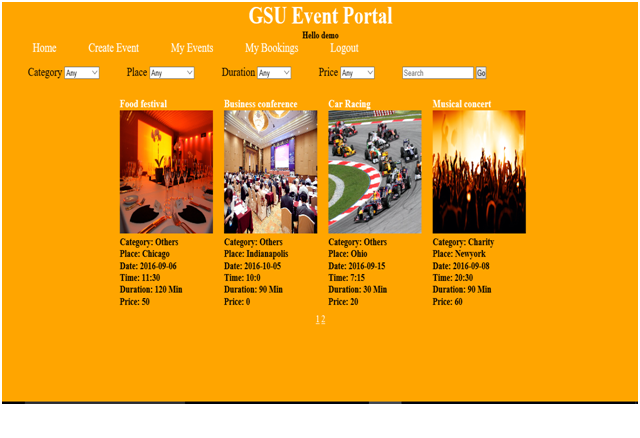 GSU Event Portal
Hello demo
Home Create Event My Events My Bookings Logout
Category Any Place Any Duration Any Price Any Search Go
Food festival Business conference Car Racing Musical concert
Category: Others Category: Others Category: Others Category: Charity
Place: Chicago Place: Indianapolis Place: Ohio Place: Newyork
Date: 2016-09-06 Date: 2016-10-05 Date: 2016-09-15 Date: 2016-09-08
Time: 11:30 Time: 10:0 Time: 7:15 Time: 20:30
Duration: 120 Min Duration: 90 Min Duration: 30 Min Duration: 90 Min
Price: 50 Price: 0 Price: 20 Price: 60
1 2